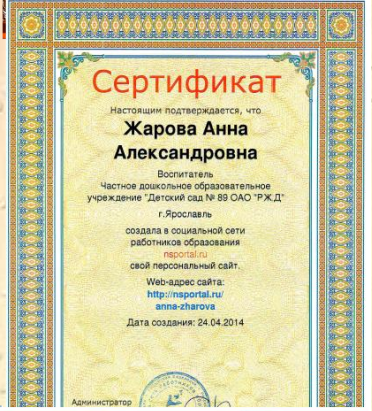 Сертификат
Настоящим подтверждается, что
Жарова Анна
Александровна
Воспитатель
Частное дошкольное образовательное
учреждение "Детский сад № 89 ОАО "РЖД"
г.Ярославль
создала в социальной сети
работников образования
nsportal.ru
свой персональный сайт.
Web-адрес сайта:
http://nsportal.ru/
anna-zharova
Дата создания: 24.04.2014
Администратор